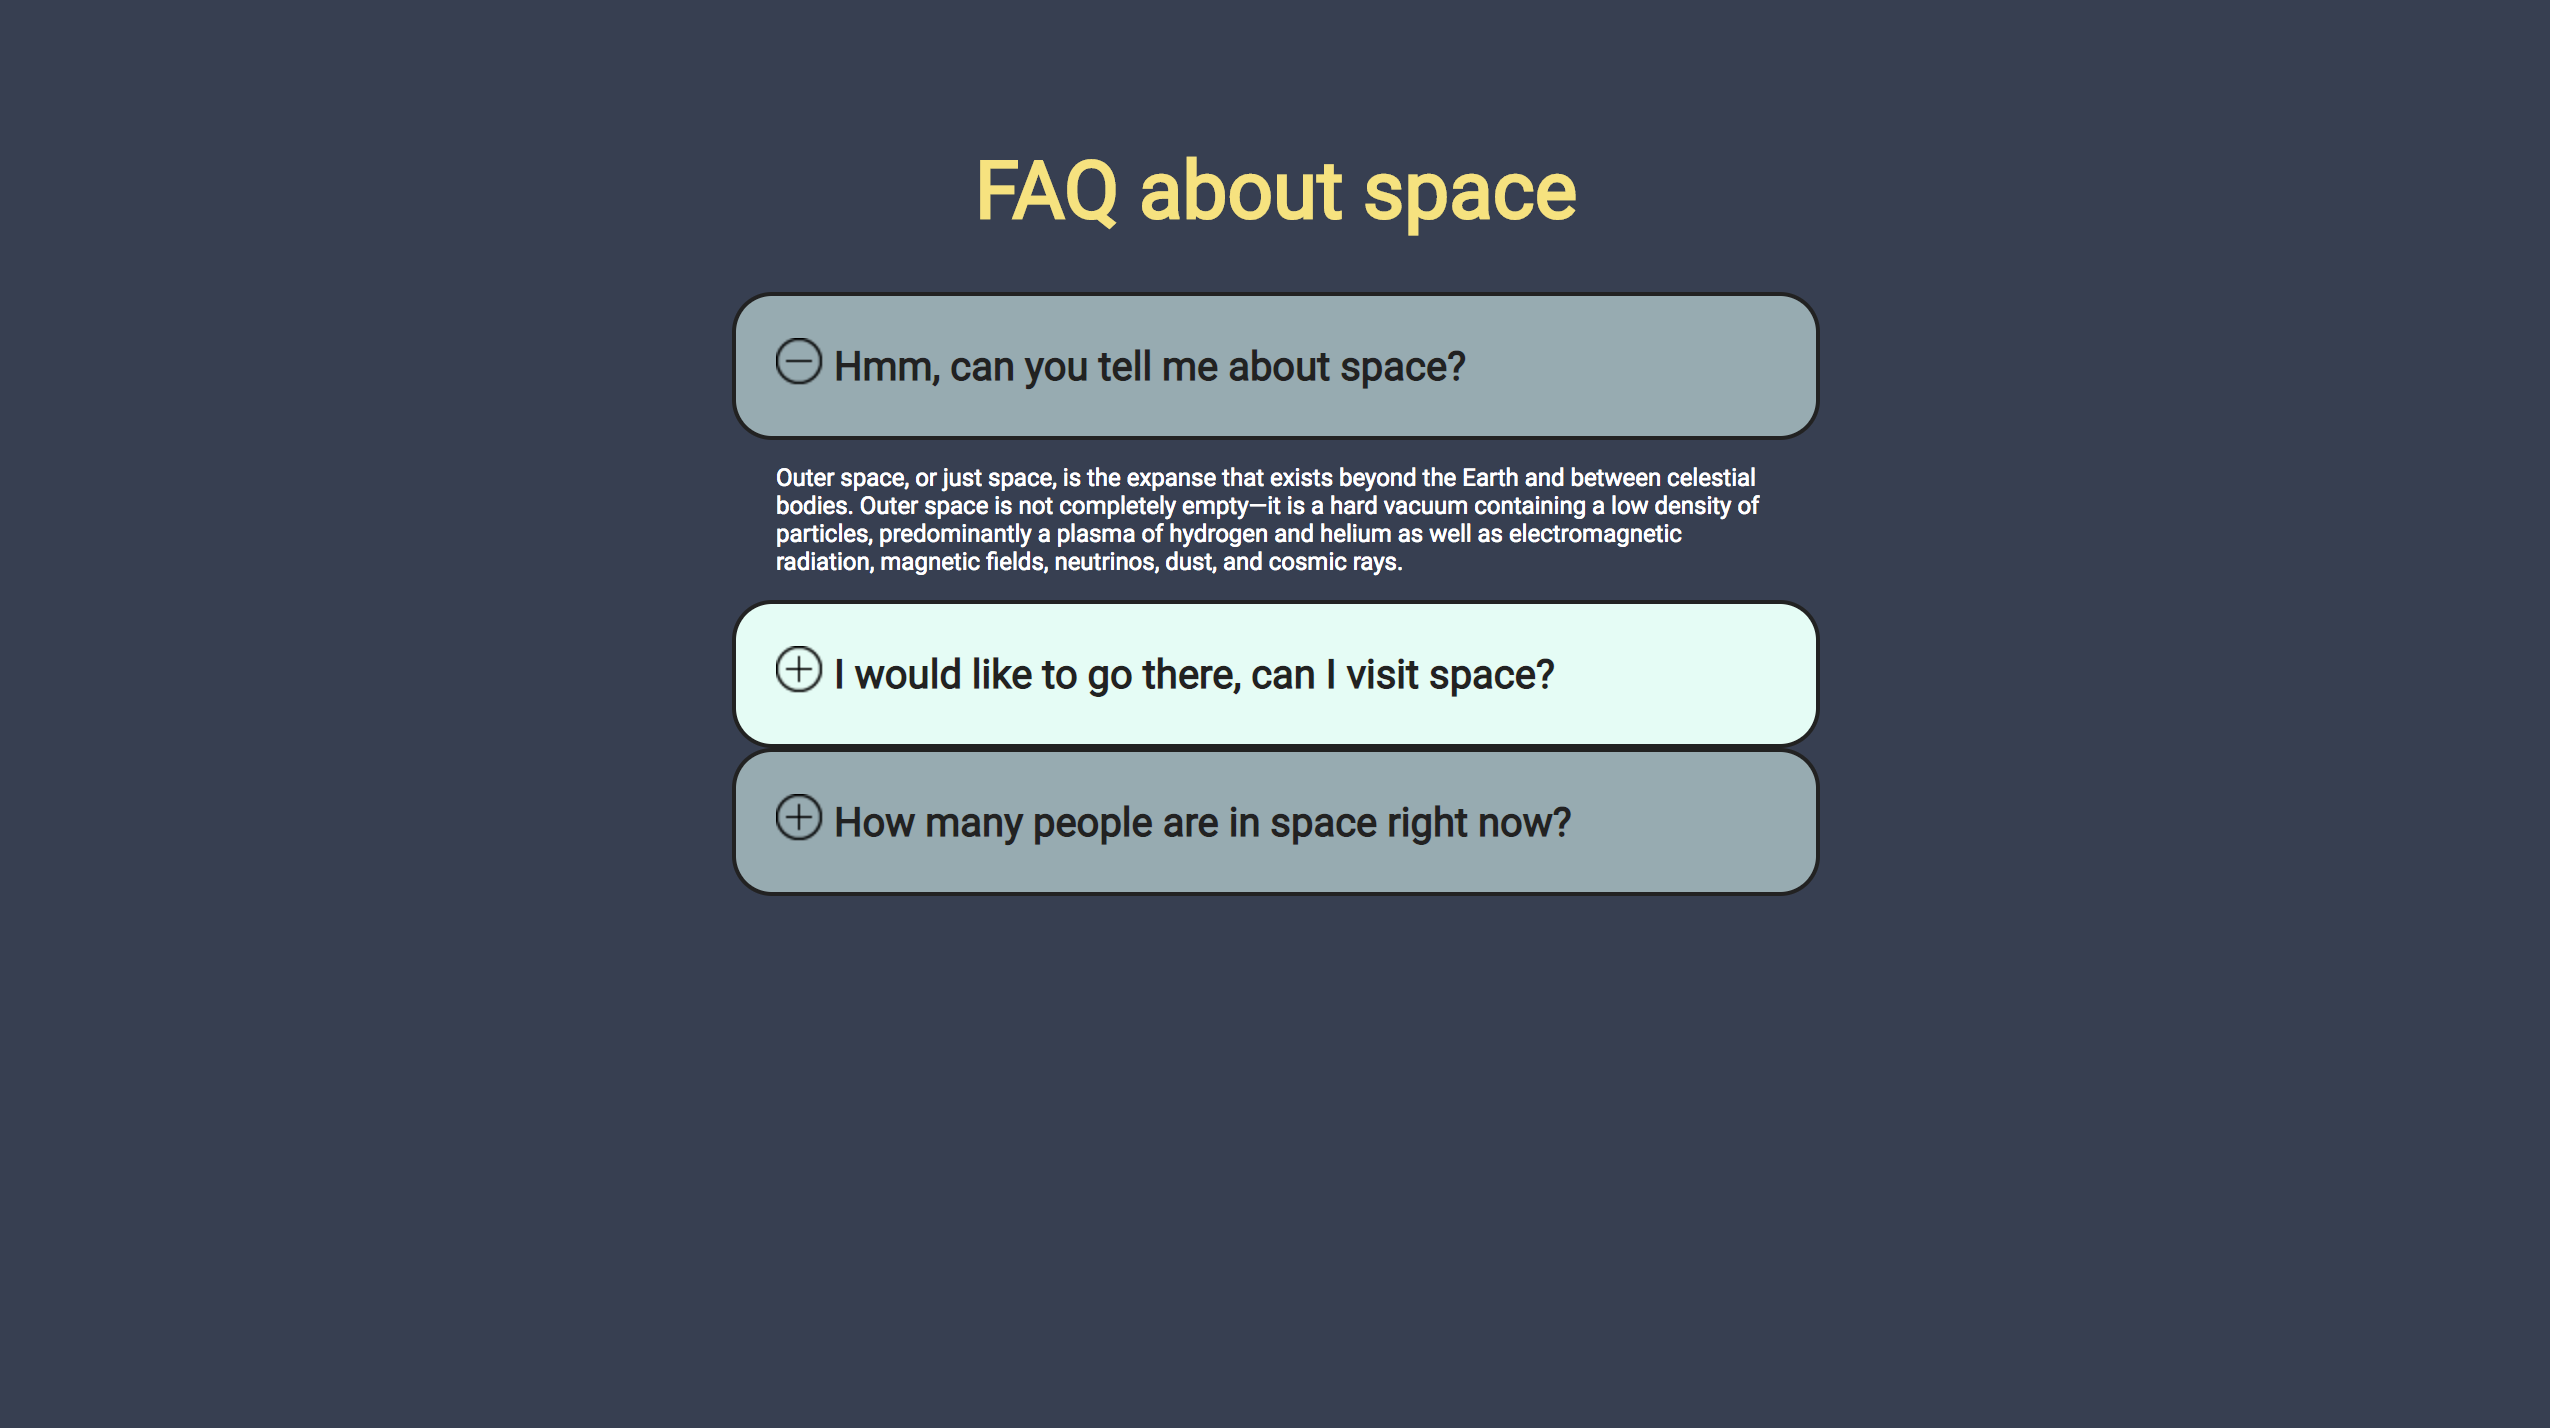 FAQ about space
Hmm, can you tell me about space?
Outer space, or just space, is the expanse that exists beyond the Earth and between celestial
bodies. Outer space is not completely empty—it is a hard vacuum containing a low density of
particles, predominantly a plasma of hydrogen and helium as well as electromagnetic
radiation, magnetic fields, neutrinos, dust, and cosmic rays.
I would like to go there, can I visit space?
How many people are in space right now?